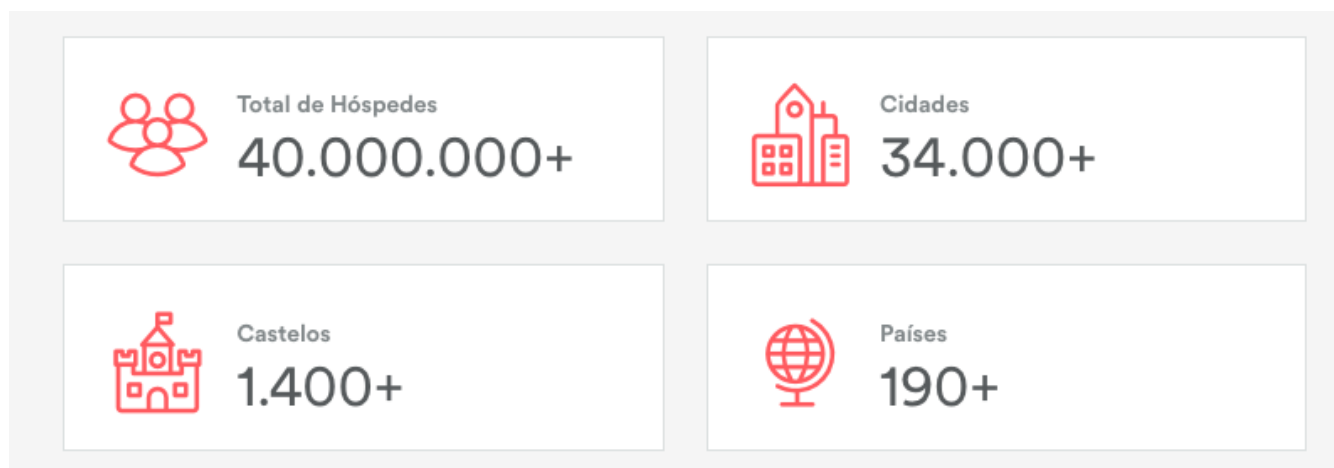 Total de Hóspedes
40.000.000+
Cidades
34.000+
Castelos
1.400+
Países
190+